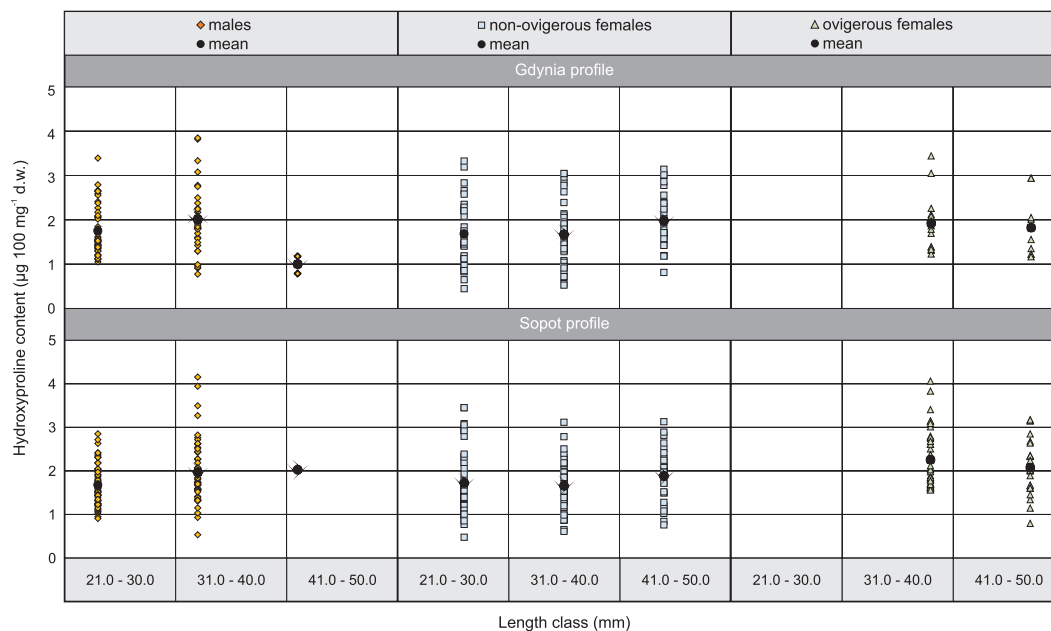 males
mean
non-ovigerous females
mean
ovigerous females
mean
Gdynia profile
5
4
3
2
1
0
Sopot profile
5
4
3
2
1
0
Hydroxyproline content (µg 100 mg⁻¹ d.w.)
21.0 - 30.0 31.0 - 40.0 41.0 - 50.0 21.0 - 30.0 31.0 - 40.0 41.0 - 50.0 21.0 - 30.0 31.0 - 40.0 41.0 - 50.0
Length class (mm)